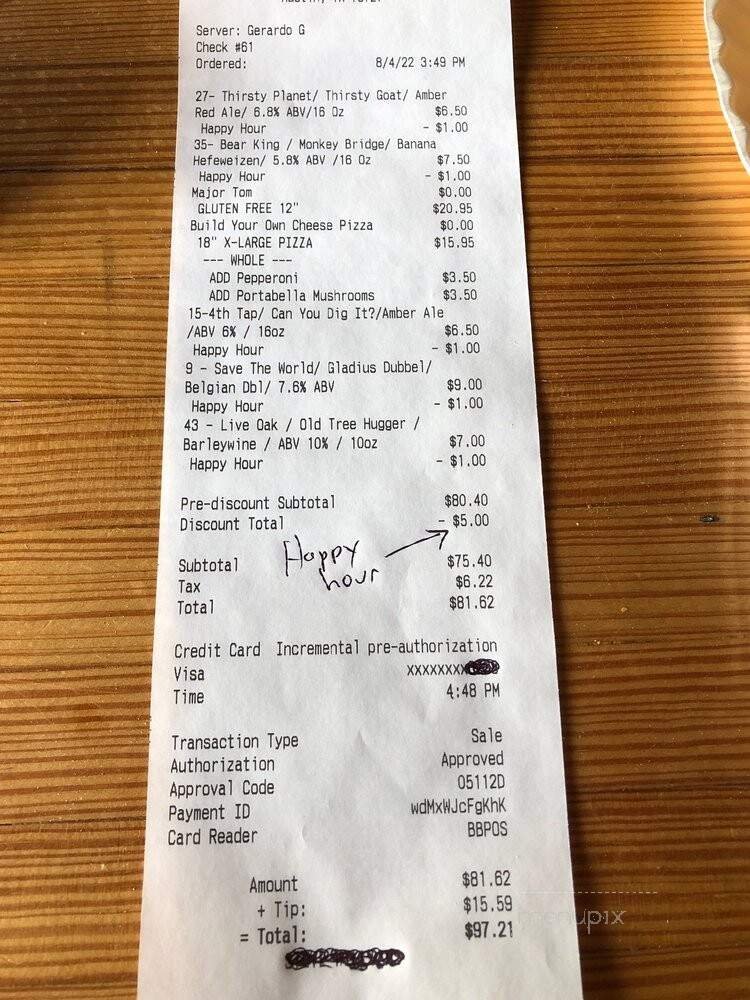 Server: Gerardo G
Check #61
Ordered: 8/4/22 3:49 PM
27- Thirsty Planet/ Thirsty Goat/ Amber
Red Ale/ 6.8% ABV/16 Oz $6.50
Happy Hour - $1.00
35- Bear King / Monkey Bridge/ Banana
Hefeweizen/ 5.8% ABV /16 Oz $7.50
Happy Hour - $1.00
Major Tom $0.00
GLUTEN FREE 12" $20.95
Build Your Own Cheese Pizza $0.00
18" X-LARGE PIZZA $15.95
--- WHOLE ---
ADD Pepperoni $3.50
ADD Portabella Mushrooms $3.50
15-4th Tap/ Can You Dig It?/Amber Ale
/ABV 6% / 16oz $6.50
Happy Hour - $1.00
9 - Save The World/ Gladius Dubbel/
Belgian Dbl/ 7.6% ABV $9.00
Happy Hour - $1.00
43 - Live Oak / Old Tree Hugger /
Barleywine / ABV 10% / 10oz $7.00
Happy Hour - $1.00
Pre-discount Subtotal $80.40
Discount Total - $5.00
Happy
hour
Subtotal $75.40
Tax $6.22
Total $81.62
Credit Card Incremental pre-authorization
Visa XXXXXXXX
Time 4:48 PM
Transaction Type Sale
Authorization Approved
Approval Code 05112D
Payment ID wdMxWJcFgKhK
Card Reader BBPOS
Amount $81.62
+ Tip: $15.59
= Total: $97.21
menupix